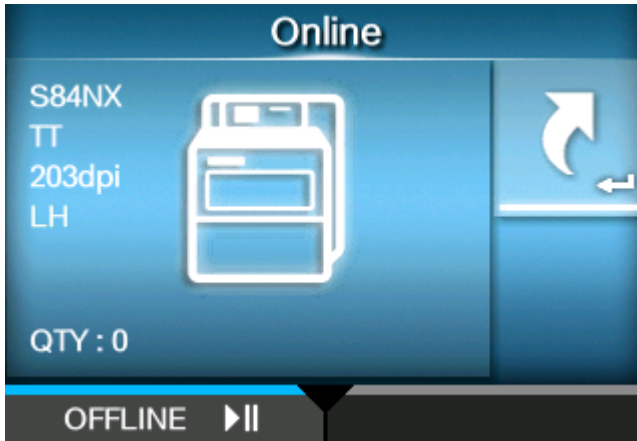 Online
S84NX
TT
203dpi
LH
QTY : 0
OFFLINE